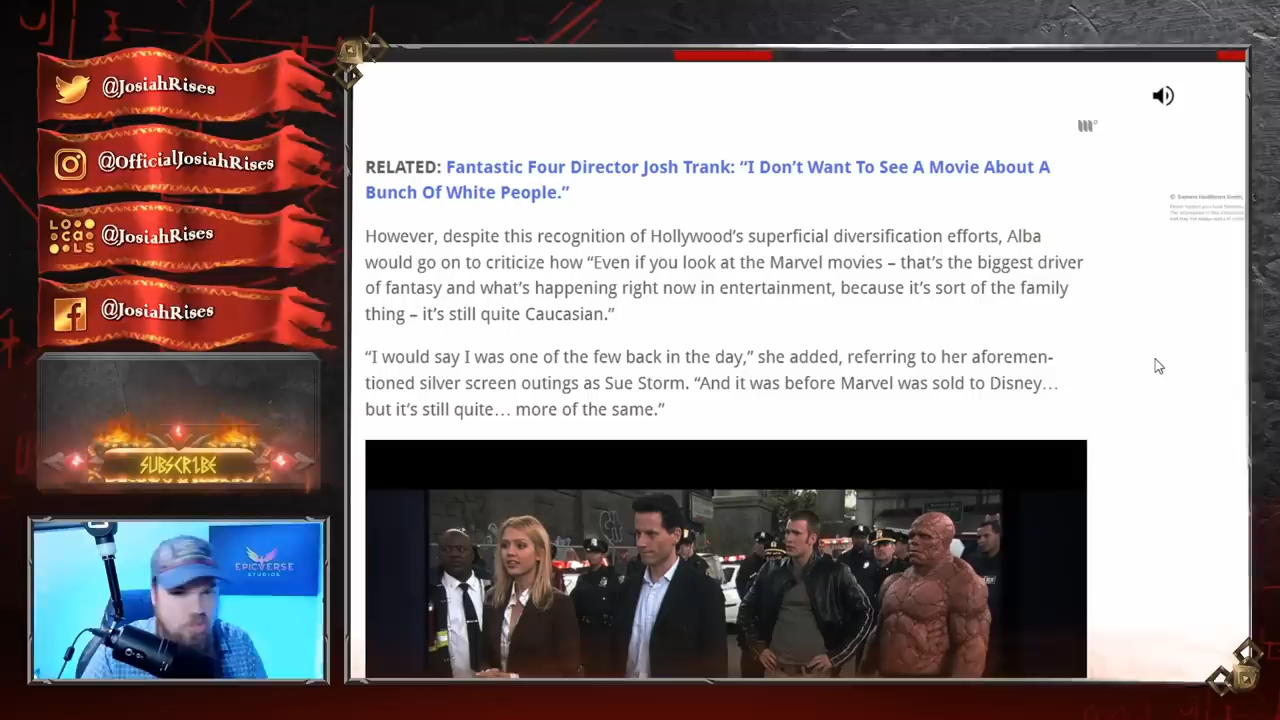 @JosiahRises
@OfficialJosiahRises
@JosiahRises
@JosiahRises
SUBSCRIBE
EPICVERSE
STUDIOS
RELATED: Fantastic Four Director Josh Trank: “I Don’t Want To See A Movie About A
Bunch Of White People.”
However, despite this recognition of Hollywood’s superficial diversification efforts, Alba
would go on to criticize how “Even if you look at the Marvel movies – that’s the biggest driver
of fantasy and what’s happening right now in entertainment, because it’s sort of the family
thing – it’s still quite Caucasian.”
“I would say I was one of the few back in the day,” she added, referring to her aforemen-
tioned silver screen outings as Sue Storm. “And it was before Marvel was sold to Disney…
but it’s still quite… more of the same.”